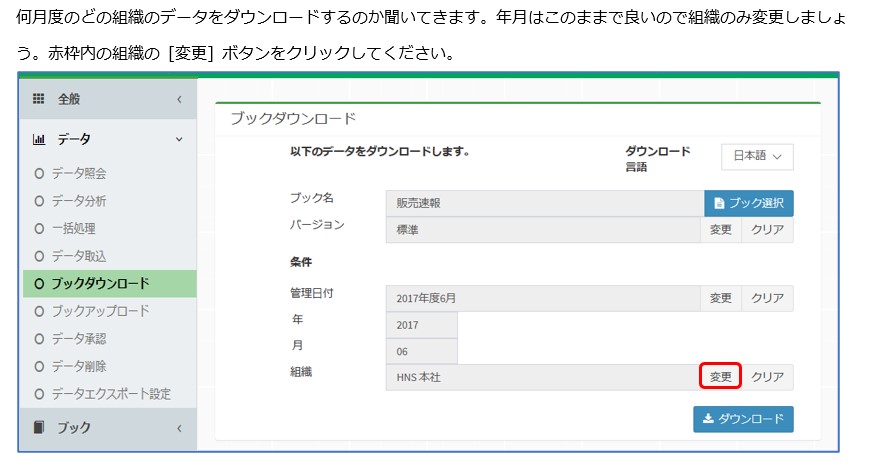 何月度のどの組織のデータをダウンロードするのか聞いてきます。年月はこのままで良いので組織のみ変更しましょ
う。赤枠内の組織の［変更］ボタンをクリックしてください。
全般
データ
データ照会
データ分析
一括処理
データ取込
ブックダウンロード
ブックアップロード
データ承認
データ削除
データエクスポート設定
ブック
ブックダウンロード
以下のデータをダウンロードします。
ダウンロード
言語
日本語
ブック名 販売速報 ブック選択
バージョン 標準 変更 クリア
条件
管理日付 2017年度6月 変更 クリア
年 2017
月 06
組織 HNS 本社 変更 クリア
ダウンロード